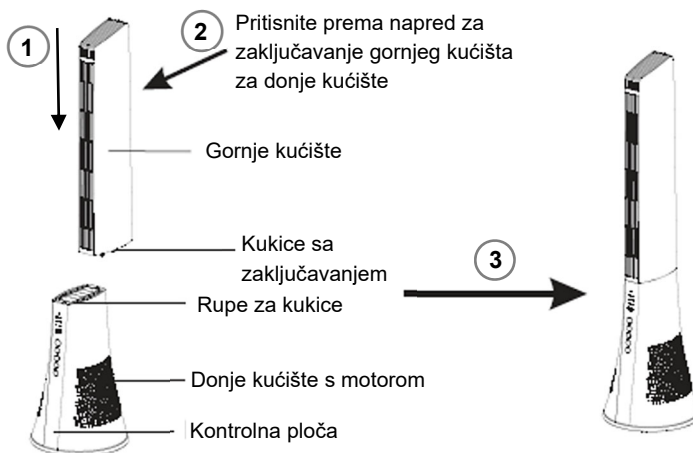 1
2
Pritisnite prema napred za
zaključavanje gornjeg kućišta
za donje kućište
Gornje kućište
Kukice sa
zaključavanjem
3
Rupe za kukice
Donje kućište s motorom
Kontrolna ploča